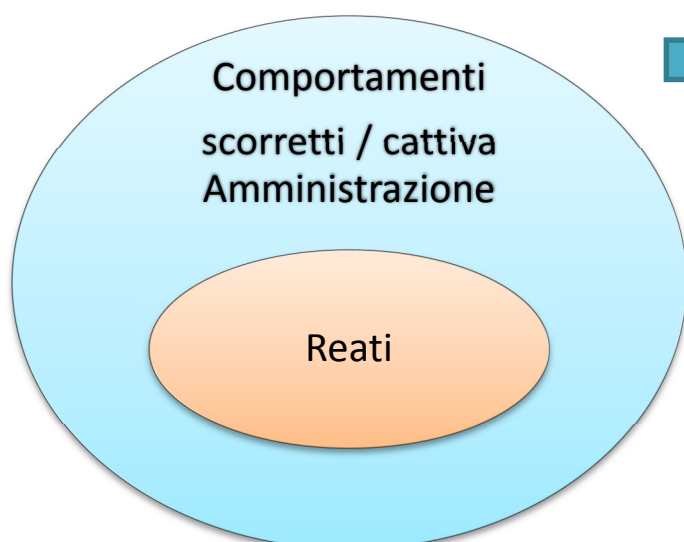 Comportamenti
scorretti / cattiva
Amministrazione
Reati